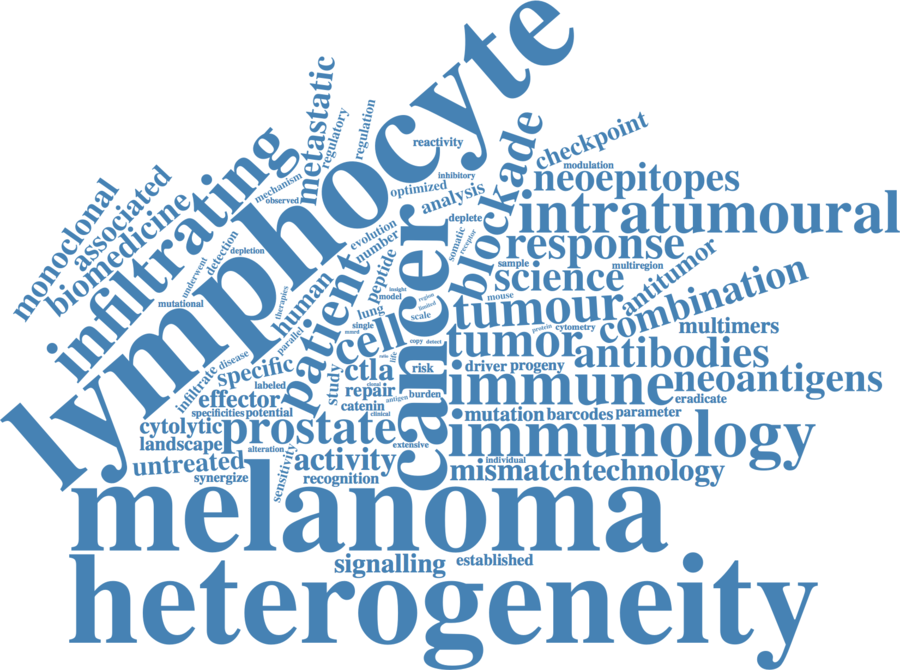 lymphocyte
infiltrating
metastatic
regulatory
regulation
monoclonal
associated
biomedicine
mechanism
observed
detection
depletion
underwent
mutational
reactivity
inhibitory
optimized
analysis
blockade
checkpoint
modulation
neoepitopes
intratumoural
response
deplete
somatic
receptor
sample
multiregion
science
mouse
antitumor
tumour
combination
evolution
number
peptide
insight
model
region
limited
scale
therapies
human
parallel
patient
lung
single
cell
copy
detect
cancer
protein
cytometry
multimers
tumor
antibodies
driver
progeny
immune
neoantigens
eradicate
infiltrate
disease
specific
labeled
effector
specificities
potential
study
ctla
life
risk
repair
clonal
antigen
burden
catenin
clinical
mutation
barcodes
parameter
cytolytic
landscape
prostate
extensive
immunology
alteration
untreated
synergize
sensitivity
activity
recognition
individual
mismatch
technology
melanoma
signalling
established
heterogeneity